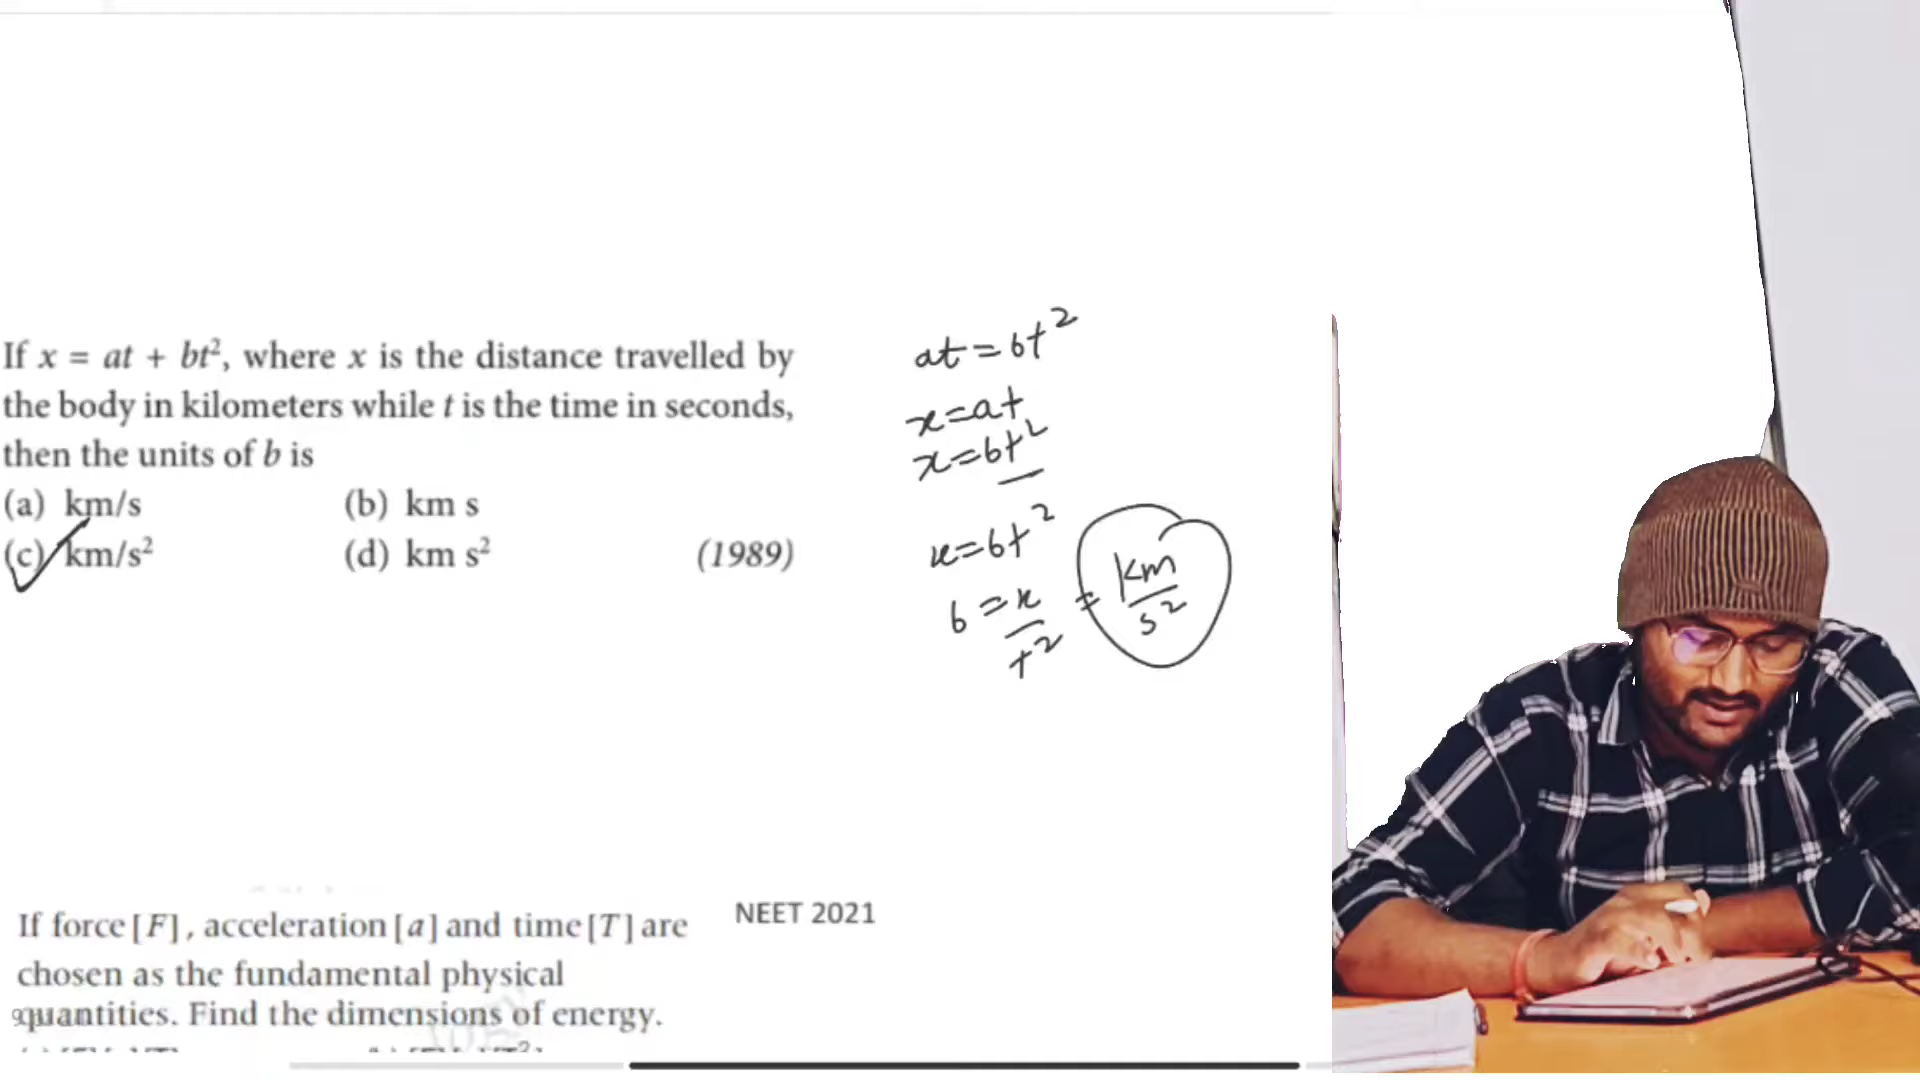 If x = at + bt², where x is the distance travelled by
the body in kilometers while t is the time in seconds,
then the units of b is
(a) km/s (b) km s
(c) km/s² (d) km s² (1989)
at = bt²
x = at
x = bt²
x = bt²
b = x/t² = km/s²
If force [F], acceleration [a] and time [T] are NEET 2021
chosen as the fundamental physical
quantities. Find the dimensions of energy.